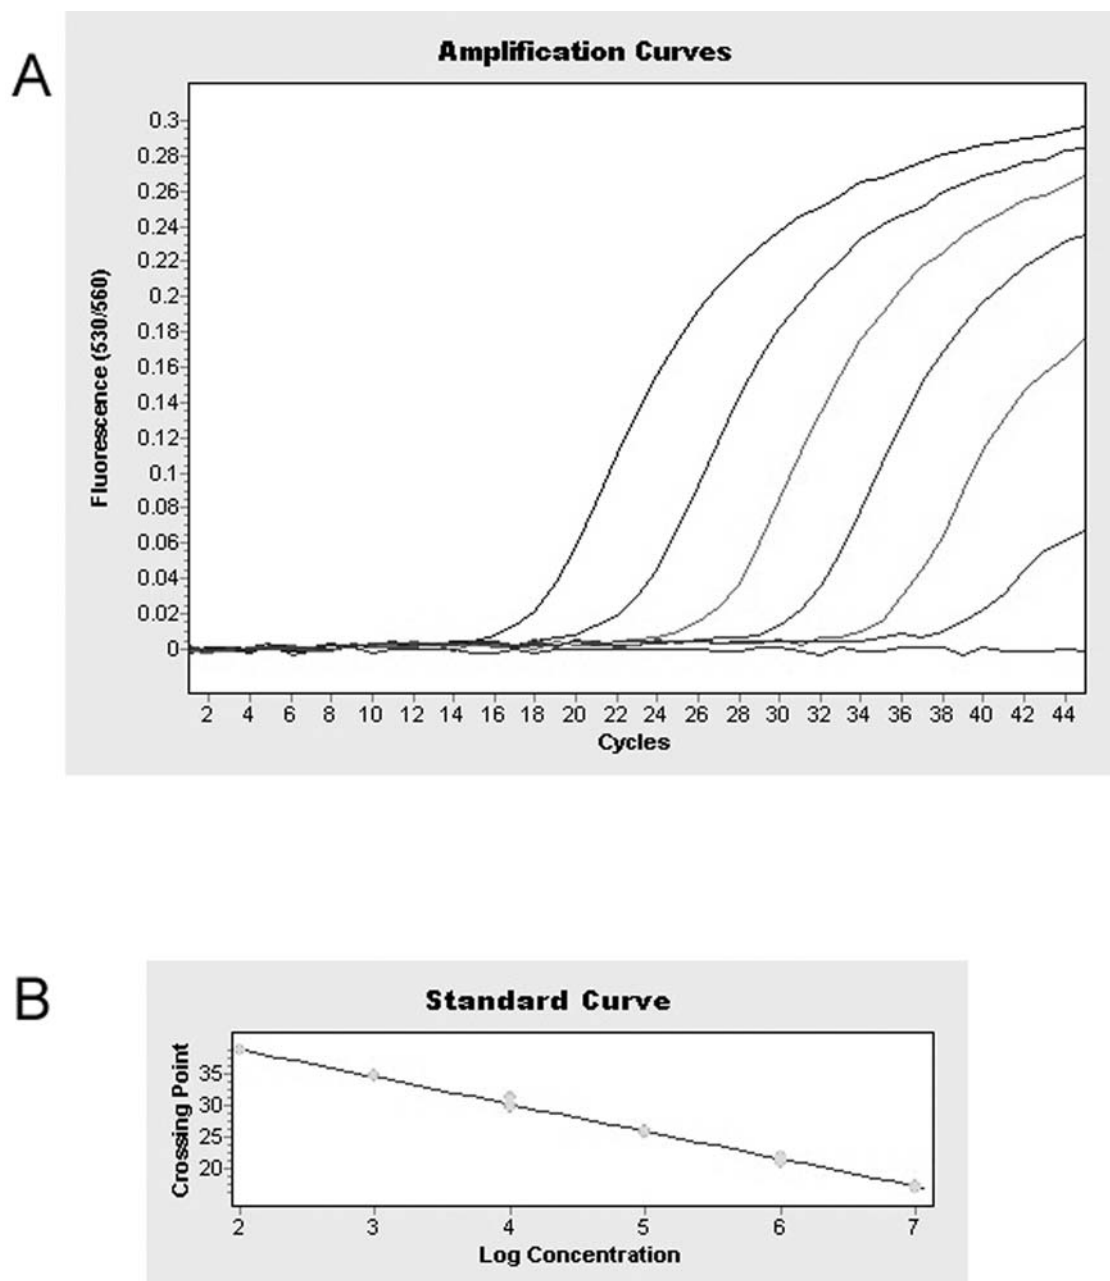 A
Amplification Curves
Fluorescence (530/560)
0.3
0.28
0.26
0.24
0.22
0.2
0.18
0.16
0.14
0.12
0.1
0.08
0.06
0.04
0.02
0
2 4 6 8 10 12 14 16 18 20 22 24 26 28 30 32 34 36 38 40 42 44
Cycles
B
Standard Curve
Crossing Point
35
30
25
20
2 3 4 5 6 7
Log Concentration